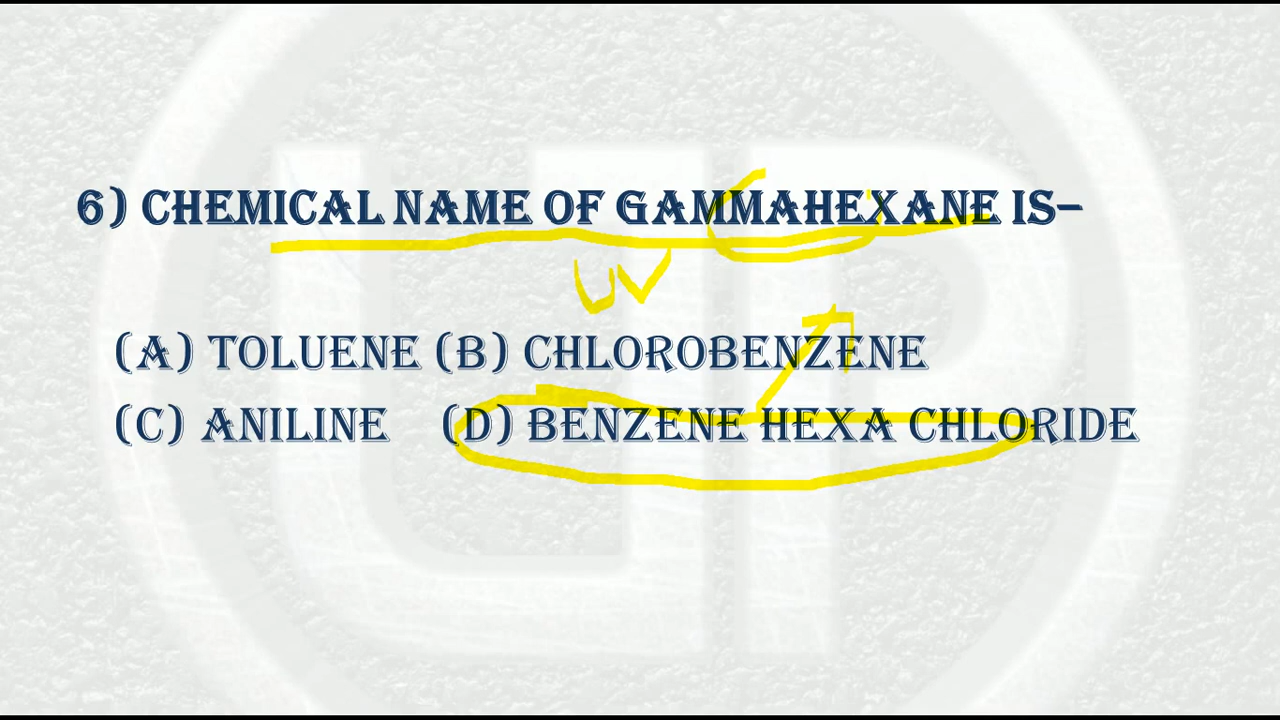 6) CHEMICAL NAME OF GAMMAHEXANE IS–
UV
(A) TOLUENE (B) CHLOROBENZENE
(C) ANILINE (D) BENZENE HEXA CHLORIDE